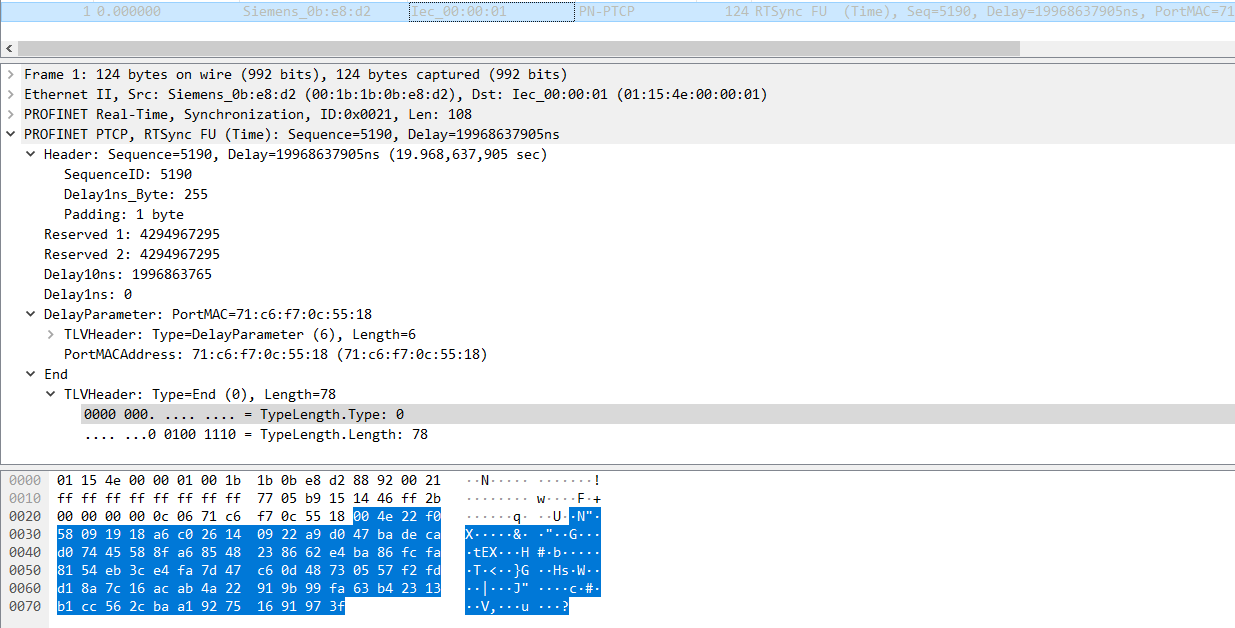 1 0.000000 Siemens_0b:e8:d2 Iec_00:00:01 PN-PTCP 124 RTSync FU (Time), Seq=5190, Delay=19968637905ns, PortMAC=71
Frame 1: 124 bytes on wire (992 bits), 124 bytes captured (992 bits)
Ethernet II, Src: Siemens_0b:e8:d2 (00:1b:1b:0b:e8:d2), Dst: Iec_00:00:01 (01:15:4e:00:00:01)
PROFINET Real-Time, Synchronization, ID:0x0021, Len: 108
PROFINET PTCP, RTSync FU (Time): Sequence=5190, Delay=19968637905ns
Header: Sequence=5190, Delay=19968637905ns (19.968,637,905 sec)
SequenceID: 5190
Delay1ns_Byte: 255
Padding: 1 byte
Reserved 1: 4294967295
Reserved 2: 4294967295
Delay10ns: 1996863765
Delay1ns: 0
DelayParameter: PortMAC=71:c6:f7:0c:55:18
TLVHeader: Type=DelayParameter (6), Length=6
PortMACAddress: 71:c6:f7:0c:55:18 (71:c6:f7:0c:55:18)
End
TLVHeader: Type=End (0), Length=78
0000 000. .... .... = TypeLength.Type: 0
.... ...0 0100 1110 = TypeLength.Length: 78
0000 01 15 4e 00 00 01 00 1b 1b 0b e8 d2 88 92 00 21 ··N····· ·······!
0010 ff ff ff ff ff ff ff ff 77 05 b9 15 14 46 ff 2b ········ w····F·+
0020 00 00 00 00 0c 06 71 c6 f7 0c 55 18 00 4e 22 f0 ······q· ··U··N"·
0030 58 09 19 18 a6 c0 26 14 09 22 a9 d0 47 ba de ca X·····&· ·"··G···
0040 d0 74 45 58 8f a6 85 48 23 86 62 e4 ba 86 fc fa ·tEX···H #·b·····
0050 81 54 eb 3c e4 fa 7d 47 c6 0d 48 73 05 57 f2 fd ·T·<··}G ··Hs·W··
0060 d1 8a 7c 16 ac ab 4a 22 91 9b 99 fa 63 b4 23 13 ··|···J" ····c·#·
0070 b1 cc 56 2c ba a1 92 75 16 91 97 3f ··V,···u ···?